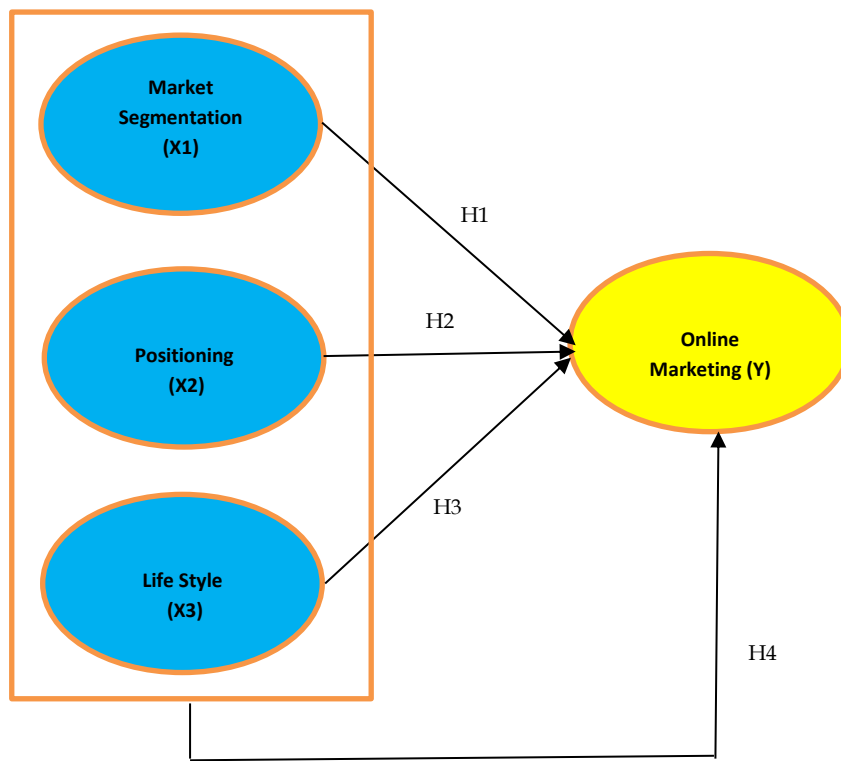 Market
Segmentation
(X1)
H1
H2
Positioning
(X2)
Online
Marketing (Y)
H3
Life Style
(X3)
H4